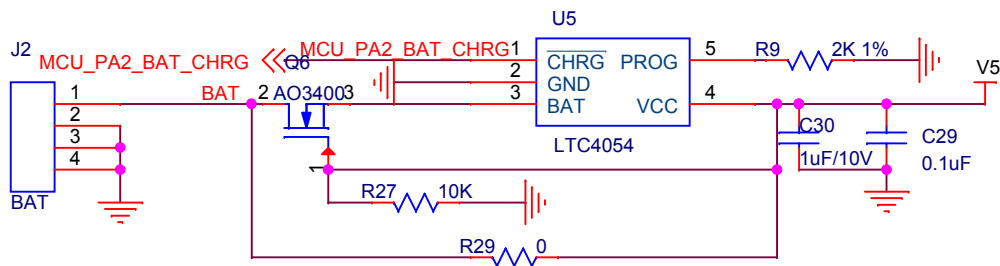 U5
J2
MCU_PA2_BAT_CHRG
Q6
MCU_PA2_BAT_CHRG
1
CHRG
PROG
5
R9
2K 1%
2
GND
V5
1
BAT
2
AO3400
3
3
BAT
VCC
4
2
3
4
LTC4054
C30
1uF/10V
C29
0.1uF
1
BAT
R27
10K
R29
0